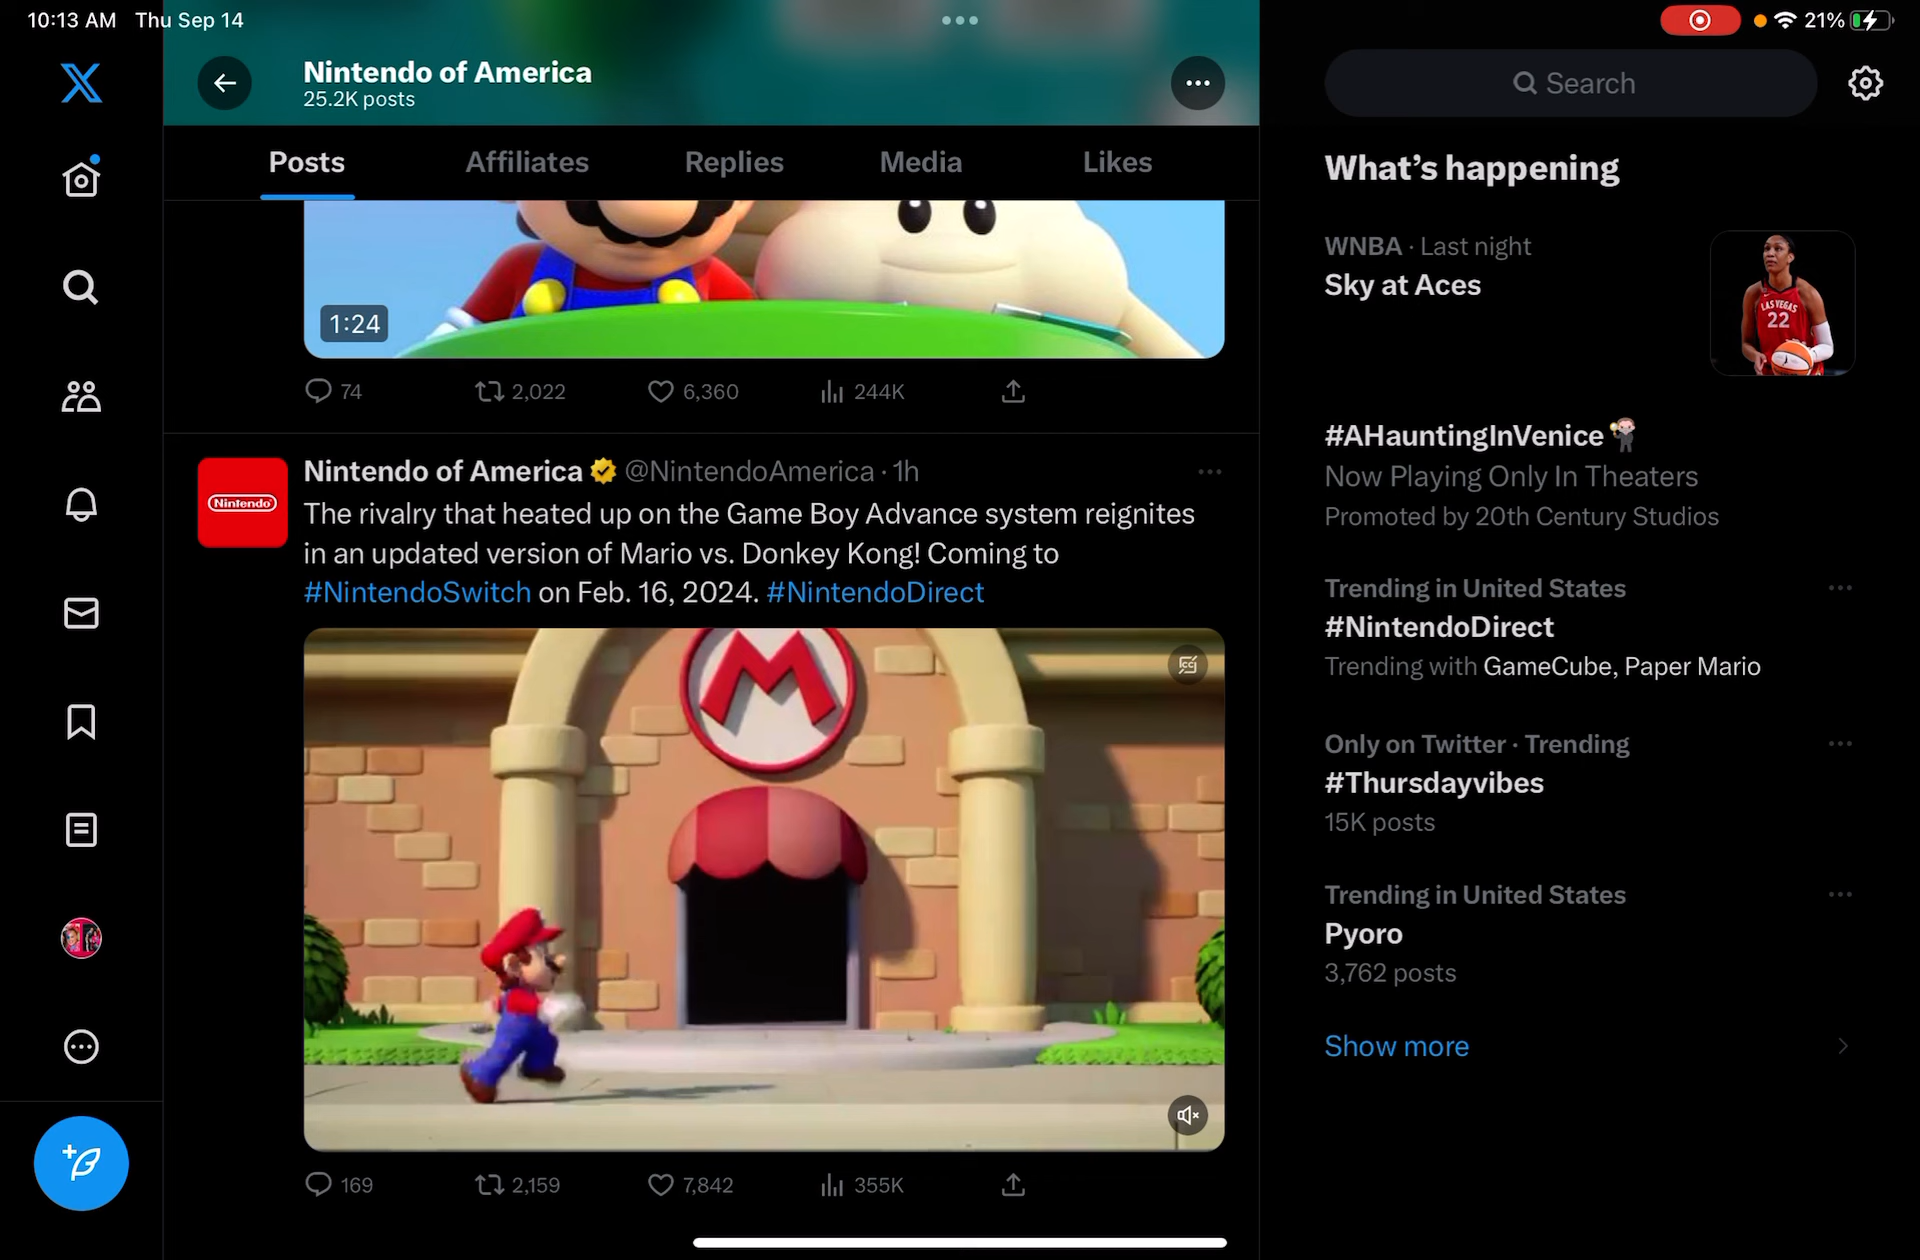 10:13 AM Thu Sep 14
21%
Nintendo of America
25.2K posts
Search
Posts Affiliates Replies Media Likes
1:24
74 2,022 6,360 244K
Nintendo
Nintendo of America @NintendoAmerica · 1h
The rivalry that heated up on the Game Boy Advance system reignites
in an updated version of Mario vs. Donkey Kong! Coming to
#NintendoSwitch on Feb. 16, 2024. #NintendoDirect
M
169 2,159 7,842 355K
What's happening
WNBA · Last night
Sky at Aces
LAS VEGAS
22
#AHauntingInVenice
Now Playing Only In Theaters
Promoted by 20th Century Studios
Trending in United States
#NintendoDirect
Trending with GameCube, Paper Mario
Only on Twitter · Trending
#Thursdayvibes
15K posts
Trending in United States
Pyoro
3,762 posts
Show more